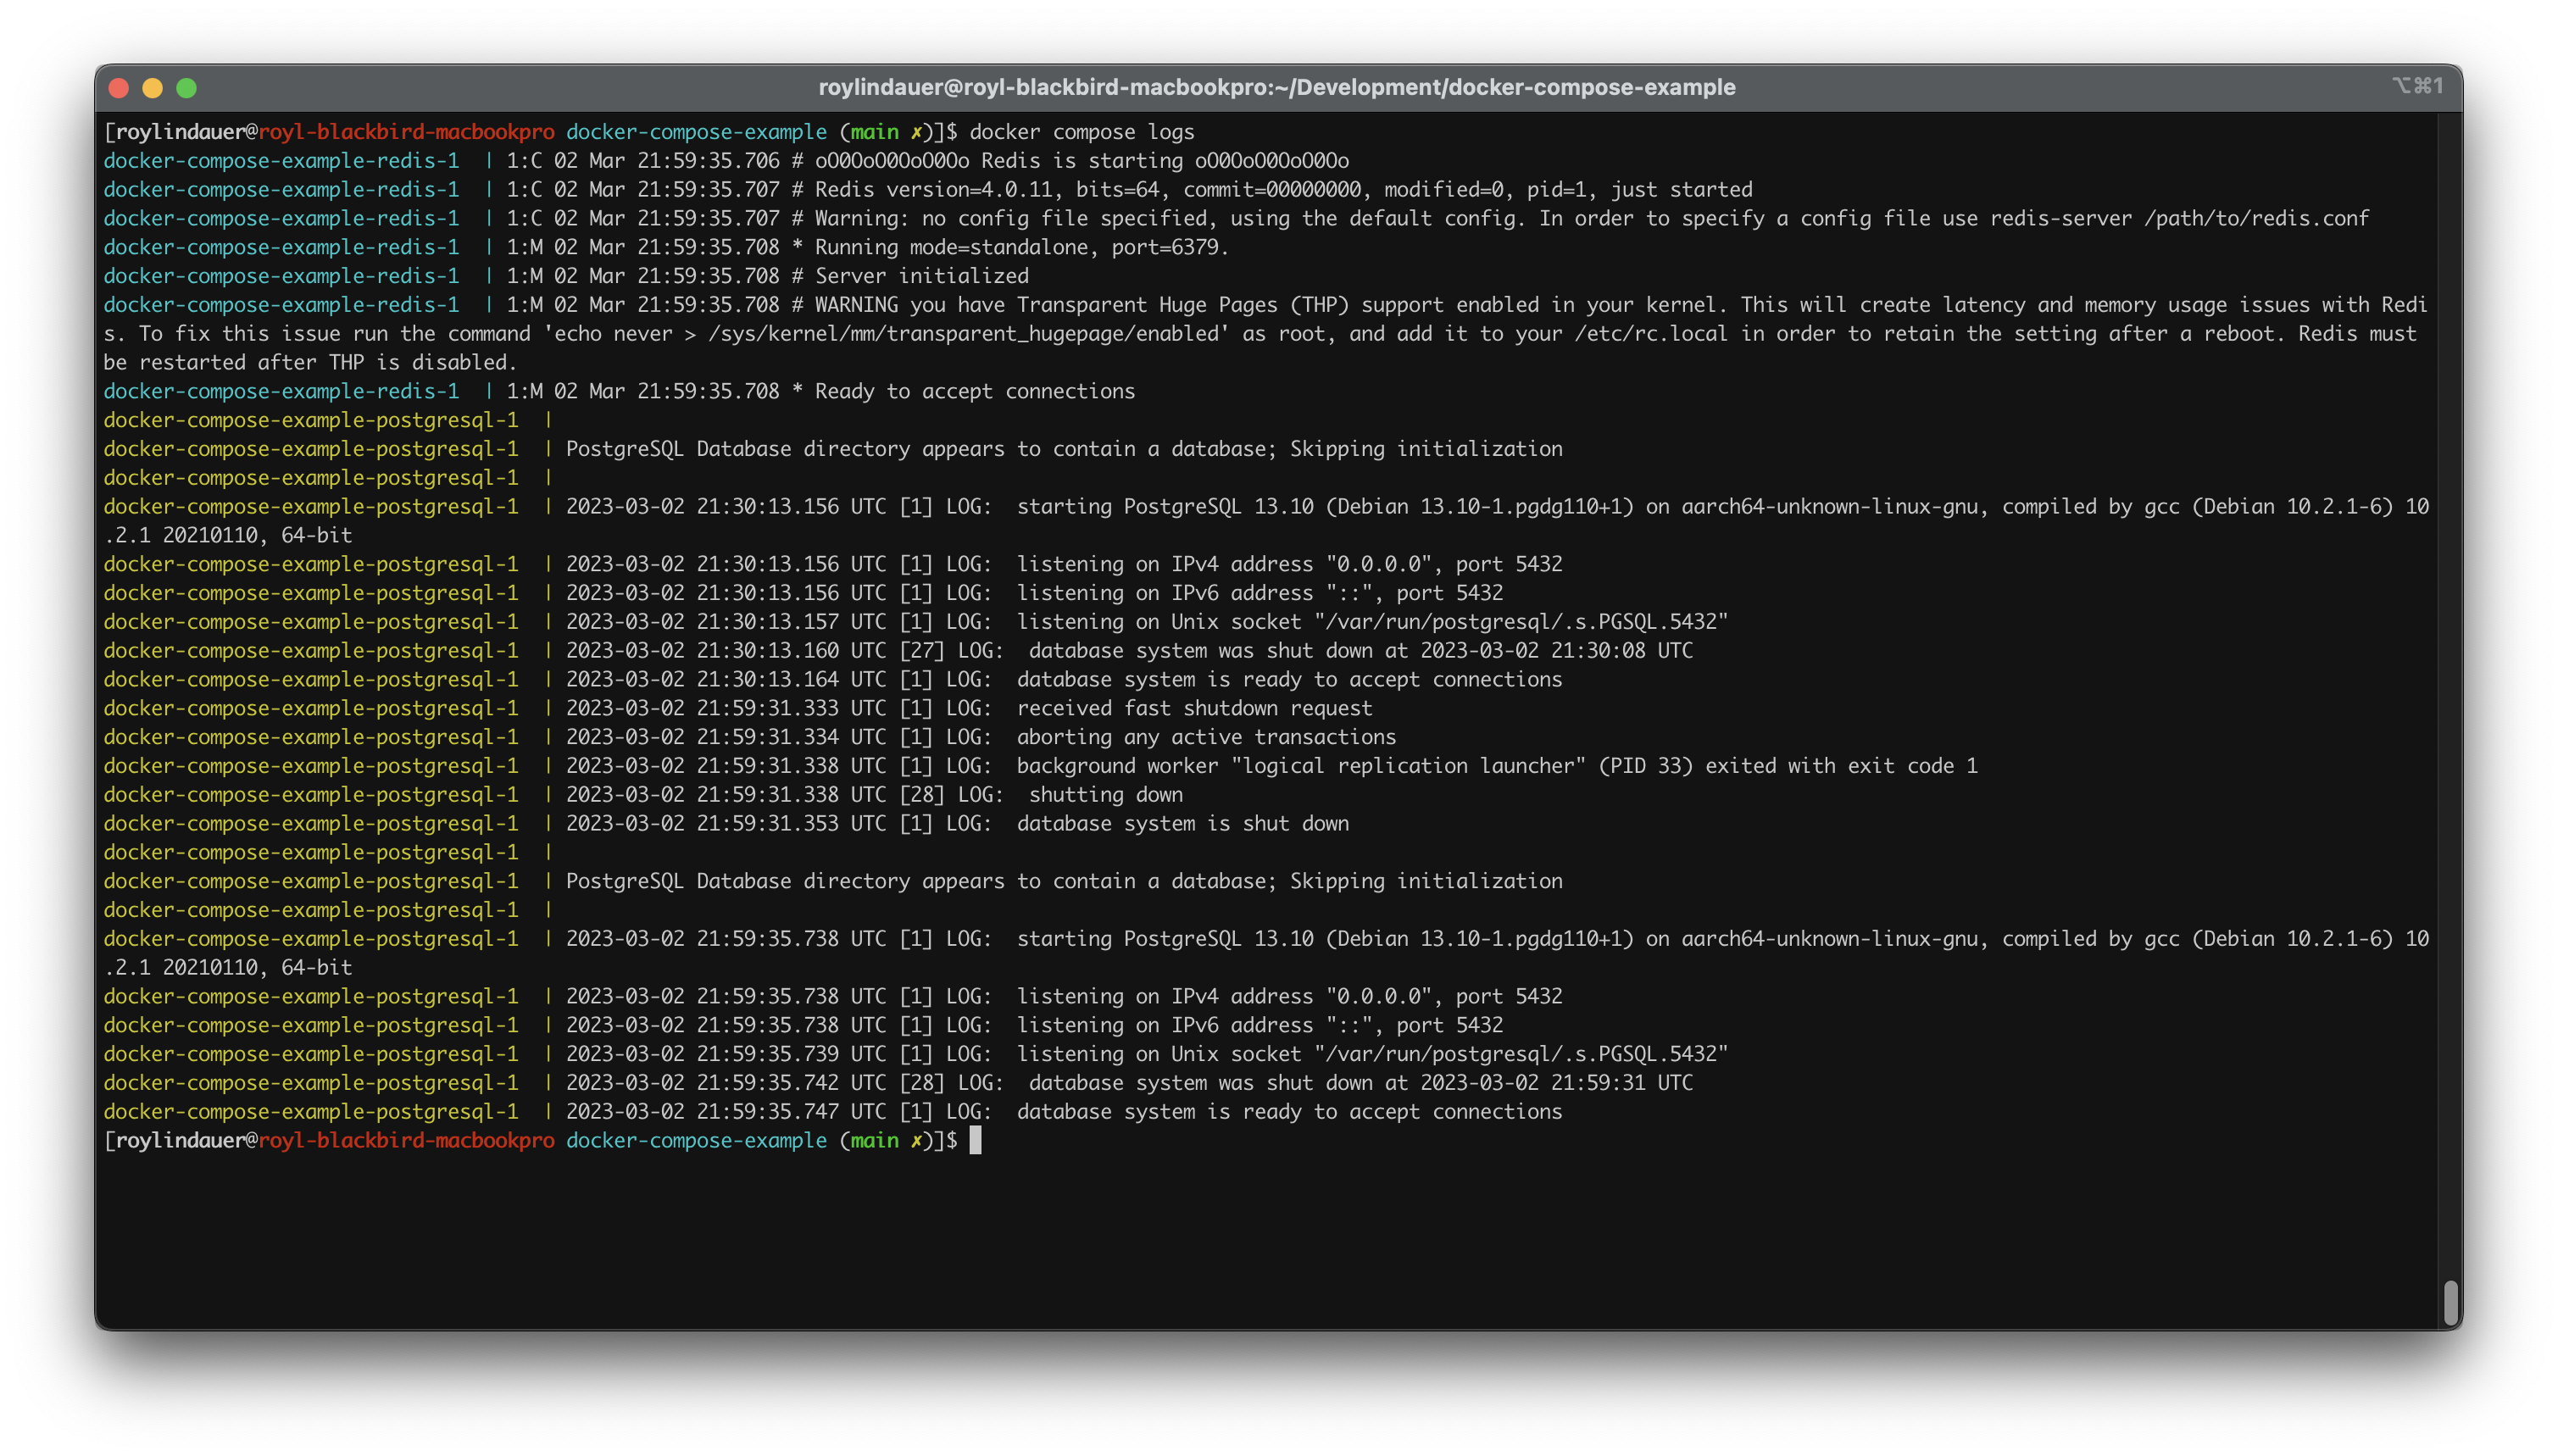 roylindauer@royl-blackbird-macbookpro:~/Development/docker-compose-example
⌥⌘1
[roylindauer@royl-blackbird-macbookpro docker-compose-example (main ✗)]$ docker compose logs
docker-compose-example-redis-1  | 1:C 02 Mar 21:59:35.706 # oO0OoO0OoO0Oo Redis is starting oO0OoO0OoO0Oo
docker-compose-example-redis-1  | 1:C 02 Mar 21:59:35.707 # Redis version=4.0.11, bits=64, commit=00000000, modified=0, pid=1, just started
docker-compose-example-redis-1  | 1:C 02 Mar 21:59:35.707 # Warning: no config file specified, using the default config. In order to specify a config file use redis-server /path/to/redis.conf
docker-compose-example-redis-1  | 1:M 02 Mar 21:59:35.708 * Running mode=standalone, port=6379.
docker-compose-example-redis-1  | 1:M 02 Mar 21:59:35.708 # Server initialized
docker-compose-example-redis-1  | 1:M 02 Mar 21:59:35.708 # WARNING you have Transparent Huge Pages (THP) support enabled in your kernel. This will create latency and memory usage issues with Redi
s. To fix this issue run the command 'echo never > /sys/kernel/mm/transparent_hugepage/enabled' as root, and add it to your /etc/rc.local in order to retain the setting after a reboot. Redis must
be restarted after THP is disabled.
docker-compose-example-redis-1  | 1:M 02 Mar 21:59:35.708 * Ready to accept connections
docker-compose-example-postgresql-1  |
docker-compose-example-postgresql-1  | PostgreSQL Database directory appears to contain a database; Skipping initialization
docker-compose-example-postgresql-1  |
docker-compose-example-postgresql-1  | 2023-03-02 21:30:13.156 UTC [1] LOG:  starting PostgreSQL 13.10 (Debian 13.10-1.pgdg110+1) on aarch64-unknown-linux-gnu, compiled by gcc (Debian 10.2.1-6) 10
.2.1 20210110, 64-bit
docker-compose-example-postgresql-1  | 2023-03-02 21:30:13.156 UTC [1] LOG:  listening on IPv4 address "0.0.0.0", port 5432
docker-compose-example-postgresql-1  | 2023-03-02 21:30:13.156 UTC [1] LOG:  listening on IPv6 address "::", port 5432
docker-compose-example-postgresql-1  | 2023-03-02 21:30:13.157 UTC [1] LOG:  listening on Unix socket "/var/run/postgresql/.s.PGSQL.5432"
docker-compose-example-postgresql-1  | 2023-03-02 21:30:13.160 UTC [27] LOG:  database system was shut down at 2023-03-02 21:30:08 UTC
docker-compose-example-postgresql-1  | 2023-03-02 21:30:13.164 UTC [1] LOG:  database system is ready to accept connections
docker-compose-example-postgresql-1  | 2023-03-02 21:59:31.333 UTC [1] LOG:  received fast shutdown request
docker-compose-example-postgresql-1  | 2023-03-02 21:59:31.334 UTC [1] LOG:  aborting any active transactions
docker-compose-example-postgresql-1  | 2023-03-02 21:59:31.338 UTC [1] LOG:  background worker "logical replication launcher" (PID 33) exited with exit code 1
docker-compose-example-postgresql-1  | 2023-03-02 21:59:31.338 UTC [28] LOG:  shutting down
docker-compose-example-postgresql-1  | 2023-03-02 21:59:31.353 UTC [1] LOG:  database system is shut down
docker-compose-example-postgresql-1  |
docker-compose-example-postgresql-1  | PostgreSQL Database directory appears to contain a database; Skipping initialization
docker-compose-example-postgresql-1  |
docker-compose-example-postgresql-1  | 2023-03-02 21:59:35.738 UTC [1] LOG:  starting PostgreSQL 13.10 (Debian 13.10-1.pgdg110+1) on aarch64-unknown-linux-gnu, compiled by gcc (Debian 10.2.1-6) 10
.2.1 20210110, 64-bit
docker-compose-example-postgresql-1  | 2023-03-02 21:59:35.738 UTC [1] LOG:  listening on IPv4 address "0.0.0.0", port 5432
docker-compose-example-postgresql-1  | 2023-03-02 21:59:35.738 UTC [1] LOG:  listening on IPv6 address "::", port 5432
docker-compose-example-postgresql-1  | 2023-03-02 21:59:35.739 UTC [1] LOG:  listening on Unix socket "/var/run/postgresql/.s.PGSQL.5432"
docker-compose-example-postgresql-1  | 2023-03-02 21:59:35.742 UTC [28] LOG:  database system was shut down at 2023-03-02 21:59:31 UTC
docker-compose-example-postgresql-1  | 2023-03-02 21:59:35.747 UTC [1] LOG:  database system is ready to accept connections
[roylindauer@royl-blackbird-macbookpro docker-compose-example (main ✗)]$